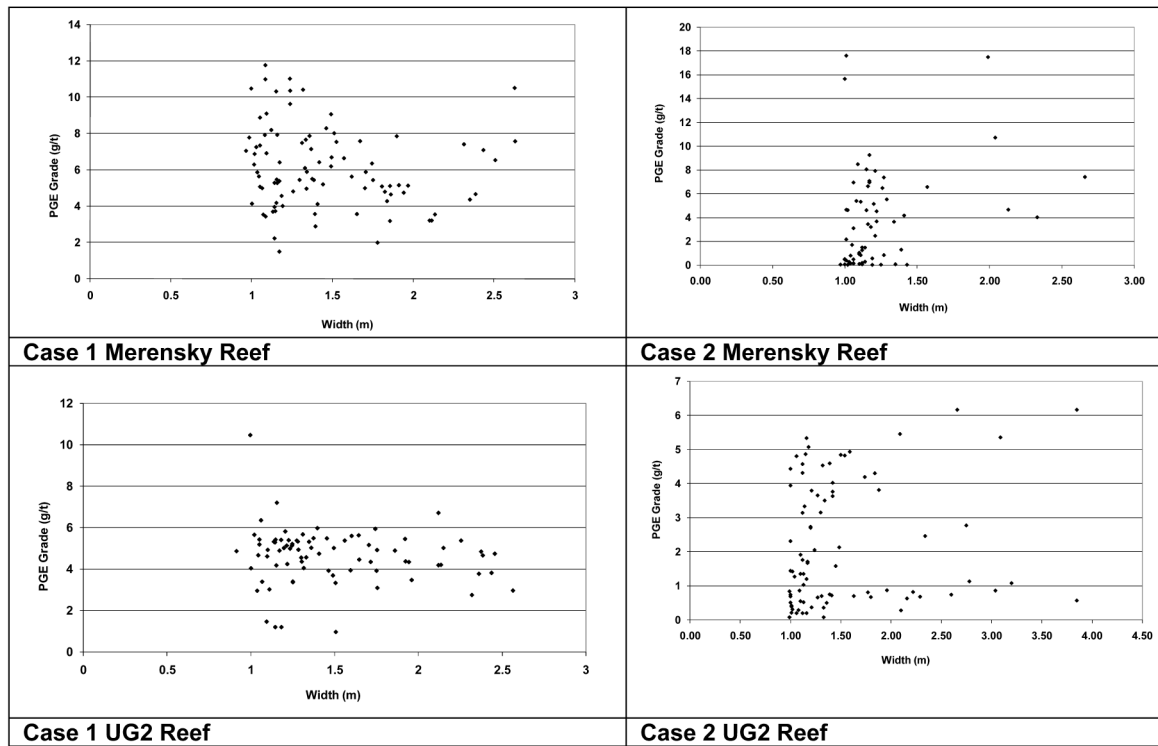 14
12
10
8
6
4
2
0
PGE Grade (g/t)
0 0.5 1 1.5 2 2.5 3
Width (m)
Case 1 Merensky Reef
20
18
16
14
12
10
8
6
4
2
0
PGE Grade (g/t)
0.00 0.50 1.00 1.50 2.00 2.50 3.00
Width (m)
Case 2 Merensky Reef
12
10
8
6
4
2
0
PGE Grade (g/t)
0 0.5 1 1.5 2 2.5 3
Width (m)
Case 1 UG2 Reef
7
6
5
4
3
2
1
0
PGE Grade (g/t)
0.00 0.50 1.00 1.50 2.00 2.50 3.00 3.50 4.00 4.50
Width (m)
Case 2 UG2 Reef